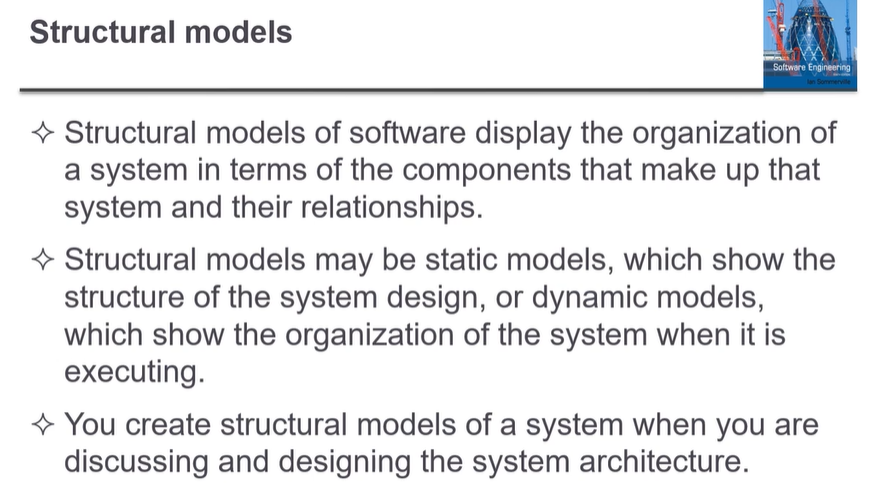 Structural models
Software Engineering
Ian Sommerville
✧ Structural models of software display the organization of
a system in terms of the components that make up that
system and their relationships.
✧ Structural models may be static models, which show the
structure of the system design, or dynamic models,
which show the organization of the system when it is
executing.
✧ You create structural models of a system when you are
discussing and designing the system architecture.